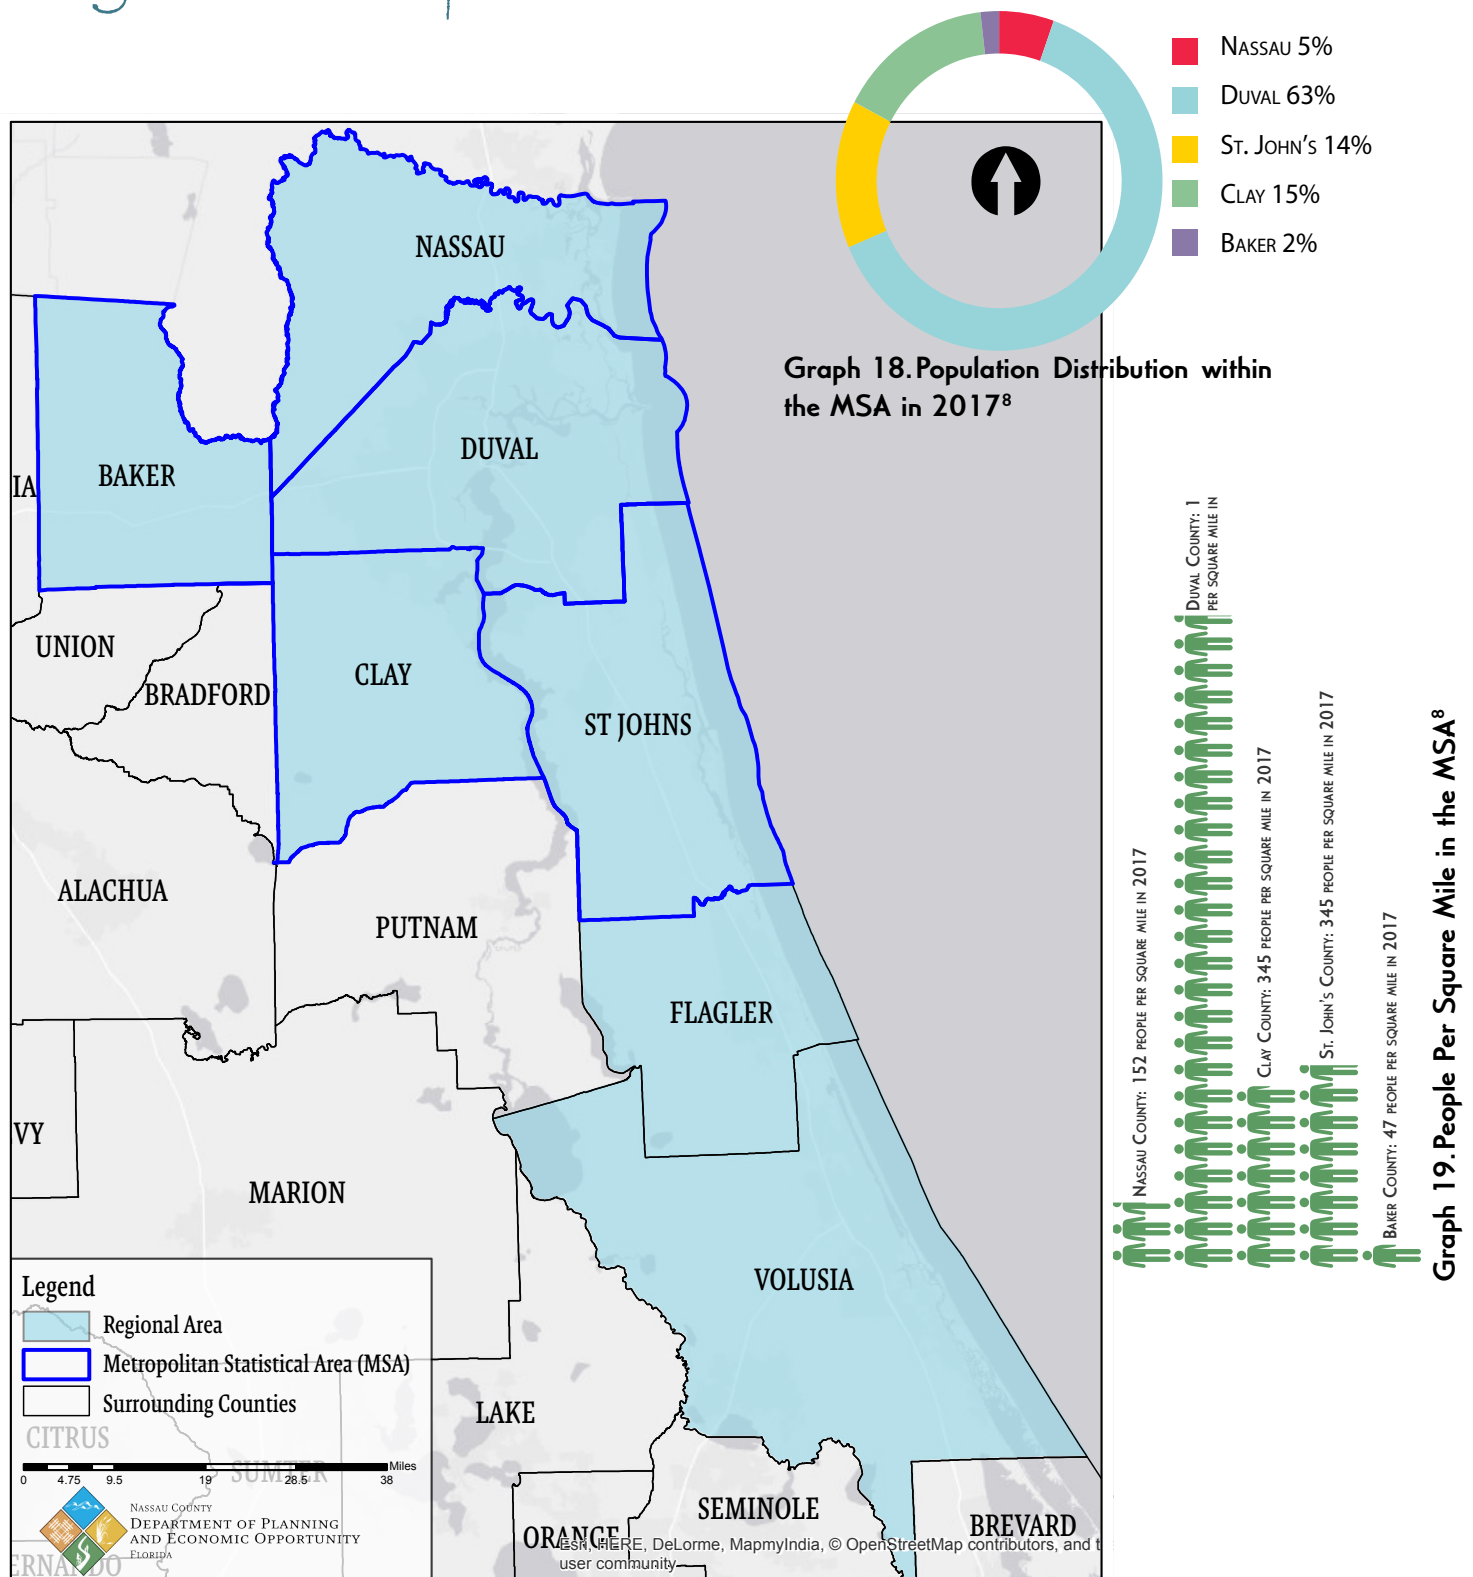 Nassau 5%
Duval 63%
St. John's 14%
Clay 15%
Baker 2%
Graph 18. Population Distribution within
the MSA in 2017⁸
NASSAU
DUVAL
BAKER
IA
UNION
BRADFORD
CLAY
ST JOHNS
ALACHUA
PUTNAM
FLAGLER
VY
MARION
VOLUSIA
LAKE
SEMINOLE
ORANGE
BREVARD
Legend
Regional Area
Metropolitan Statistical Area (MSA)
Surrounding Counties
CITRUS
SUMTER
ERNANDO
0 4.75 9.5 19 28.5 38 Miles
Nassau County
Department of Planning
and Economic Opportunity
Florida
Esri, HERE, DeLorme, MapmyIndia, © OpenStreetMap contributors, and t
user community
Nassau County: 152 people per square mile in 2017
Duval County: 1
per square mile in
Clay County: 345 people per square mile in 2017
St. John's County: 345 people per square mile in 2017
Baker County: 47 people per square mile in 2017
Graph 19. People Per Square Mile in the MSA⁸